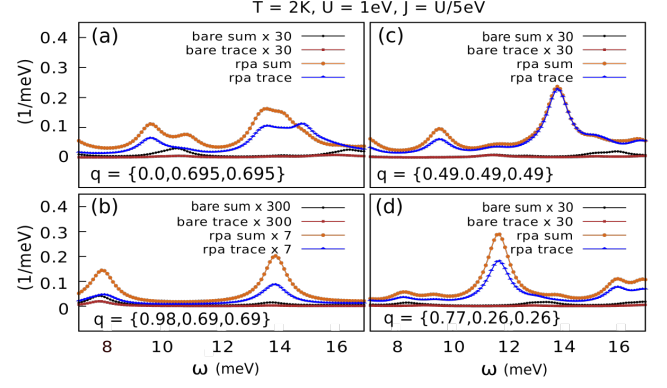 T = 2K, U = 1eV, J = U/5eV
(a)
bare sum x 30
bare trace x 30
rpa sum
rpa trace
(1/meV)
0.4
0.3
0.2
0.1
0
q = {0.0,0.695,0.695}
(c)
bare sum x 30
bare trace x 30
rpa sum
rpa trace
q = {0.49.0.49,0.49}
(b)
bare sum x 300
bare trace x 300
rpa sum x 7
rpa trace x 7
(1/meV)
0.4
0.3
0.2
0.1
0
q = {0.98,0.69,0.69}
8 10 12 14 16
ω (meV)
(d)
bare sum x 30
bare trace x 30
rpa sum
rpa trace
q = {0.77,0.26,0.26}
8 10 12 14 16
ω (meV)